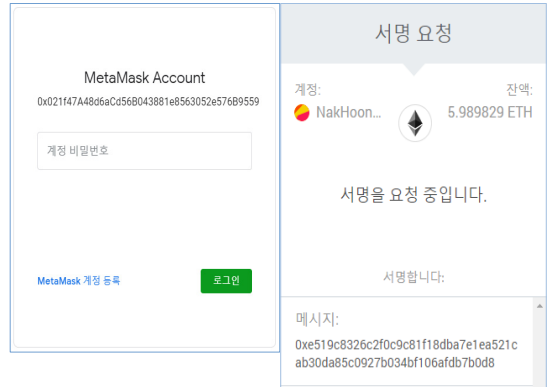 MetaMask Account
0x021f47A48d6aCd56B043881e8563052e576B9559
계정 비밀번호
MetaMask 계정 등록
로그인
서명 요청
계정:
잔액:
NakHoon...
5.989829 ETH
서명을 요청 중입니다.
서명합니다:
메시지:
0xe519c8326c2f0c9c81f18dba7e1ea521c
ab30da85c0927b034bf106afdb7b0d8